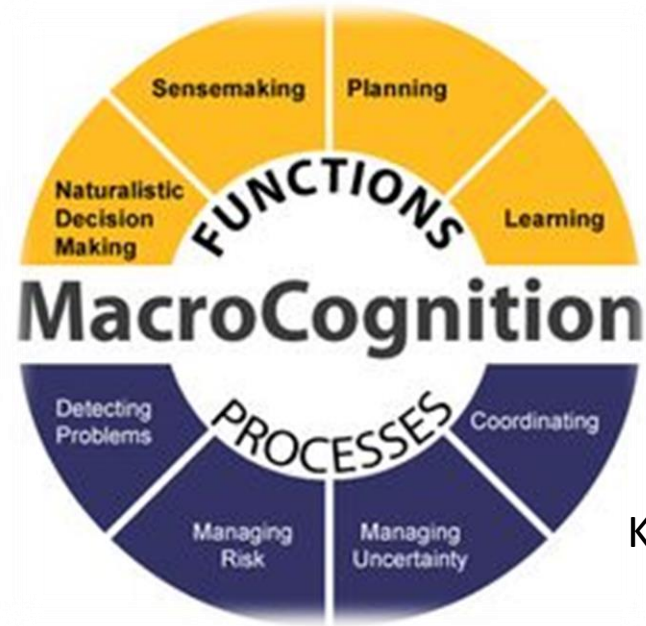 Sensemaking
Planning
Naturalistic
Decision
Making
Learning
FUNCTIONS
MacroCognition
PROCESSES
Detecting
Problems
Coordinating
Managing
Risk
Managing
Uncertainty
K